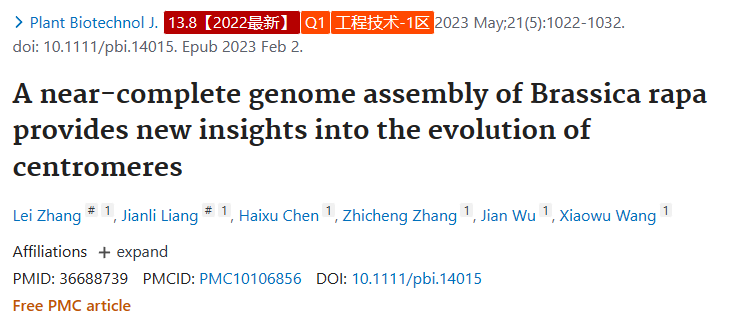 Plant Biotechnol J. 13.8【2022最新】 Q1 工程技术-1区 2023 May;21(5):1022-1032.
doi: 10.1111/pbi.14015. Epub 2023 Feb 2.
A near-complete genome assembly of Brassica rapa
provides new insights into the evolution of
centromeres
Lei Zhang # 1, Jianli Liang # 1, Haixu Chen 1, Zhicheng Zhang 1, Jian Wu 1, Xiaowu Wang 1
Affiliations + expand
PMID: 36688739 PMCID: PMC10106856 DOI: 10.1111/pbi.14015
Free PMC article